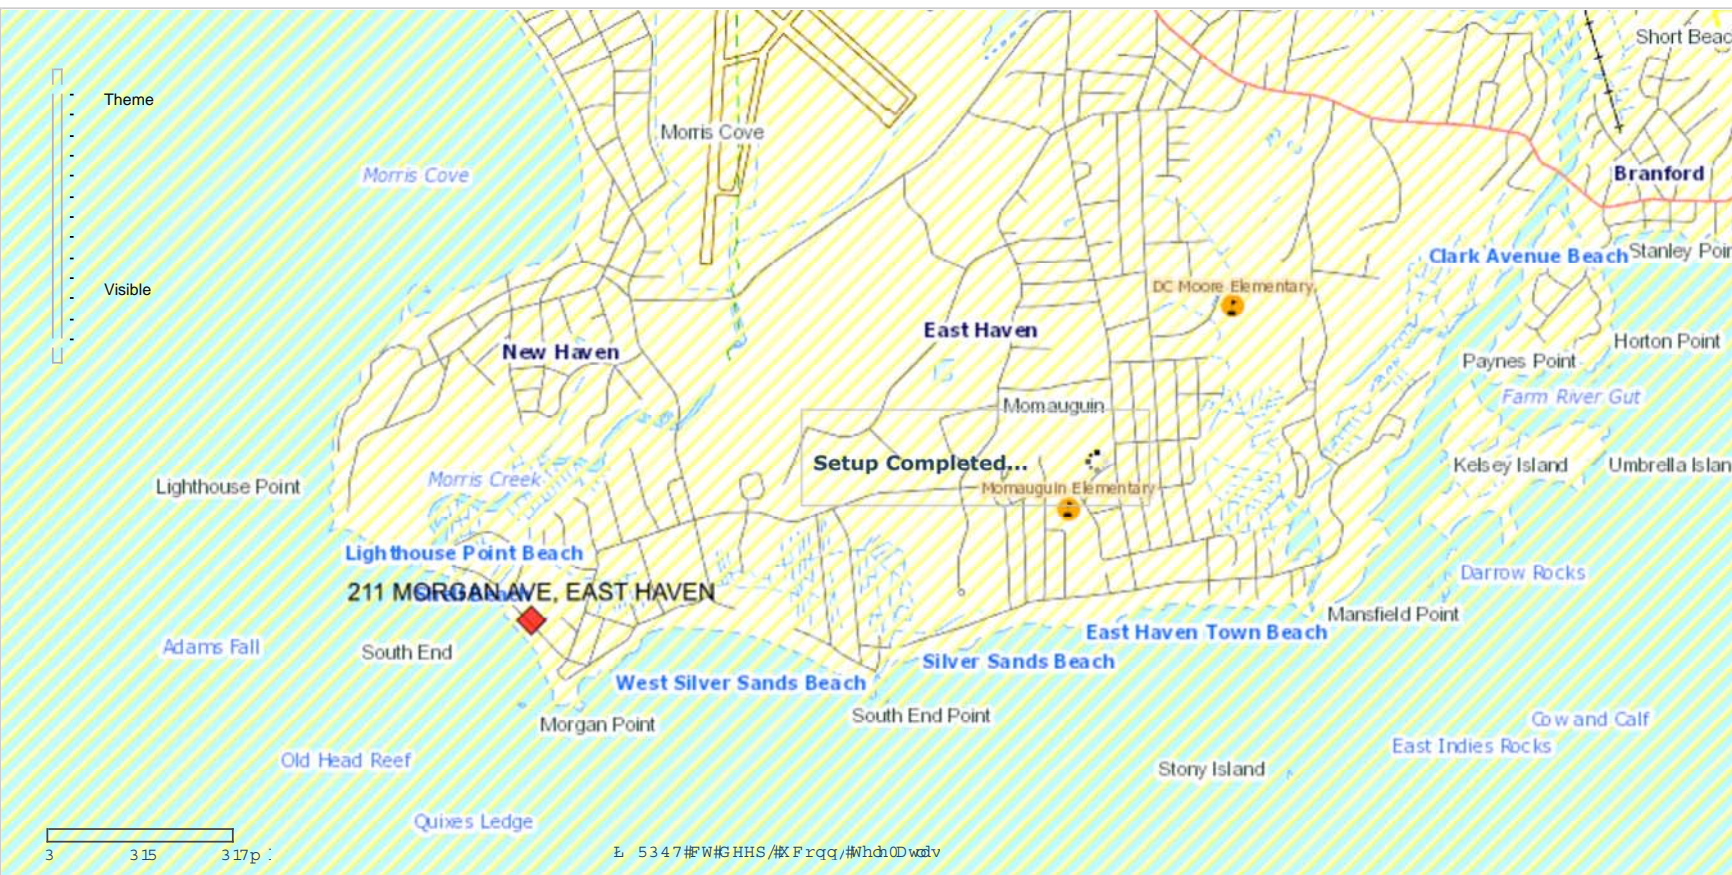 Short Beac
Theme
Morris Cove
Morris Cove
Branford
Clark Avenue Beach
Stanley Poin
Visible
DC Moore Elementary,
East Haven
Horton Point
New Haven
Paynes Point
Farm River Gut
Momauguin
Setup Completed...
Kelsey Island
Umbrella Islan
Morris Creek
Lighthouse Point
Momauguin Elementary
Lighthouse Point Beach
Darrow Rocks
211 MORGAN AVE, EAST HAVEN
Mansfield Point
East Haven Town Beach
Adams Fall
South End
Silver Sands Beach
West Silver Sands Beach
South End Point
Morgan Point
Cow and Calf
East Indies Rocks
Old Head Reef
Stony Island
Quixes Ledge
3 315 317p